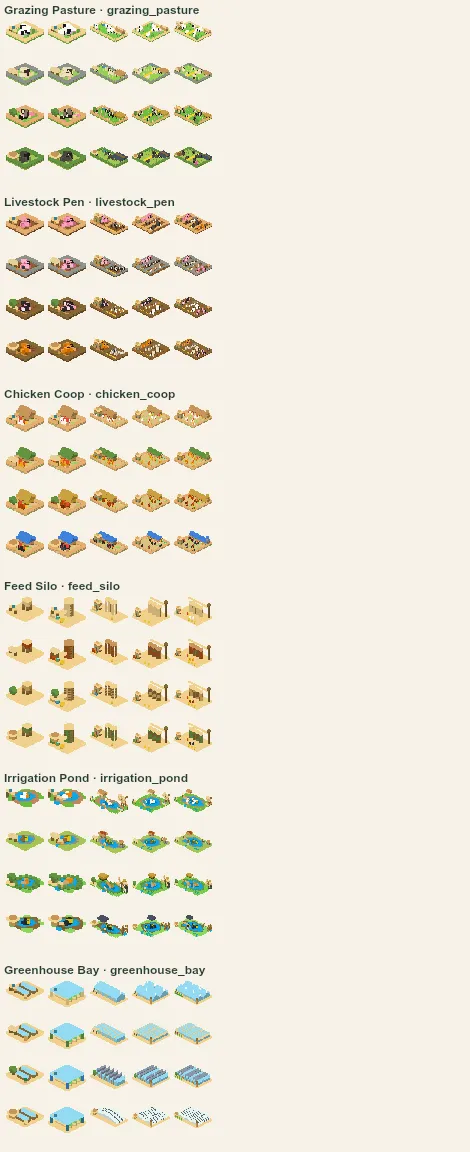 Grazing Pasture · grazing_pasture
Livestock Pen · livestock_pen
Chicken Coop · chicken_coop
Feed Silo · feed_silo
Irrigation Pond · irrigation_pond
Greenhouse Bay · greenhouse_bay